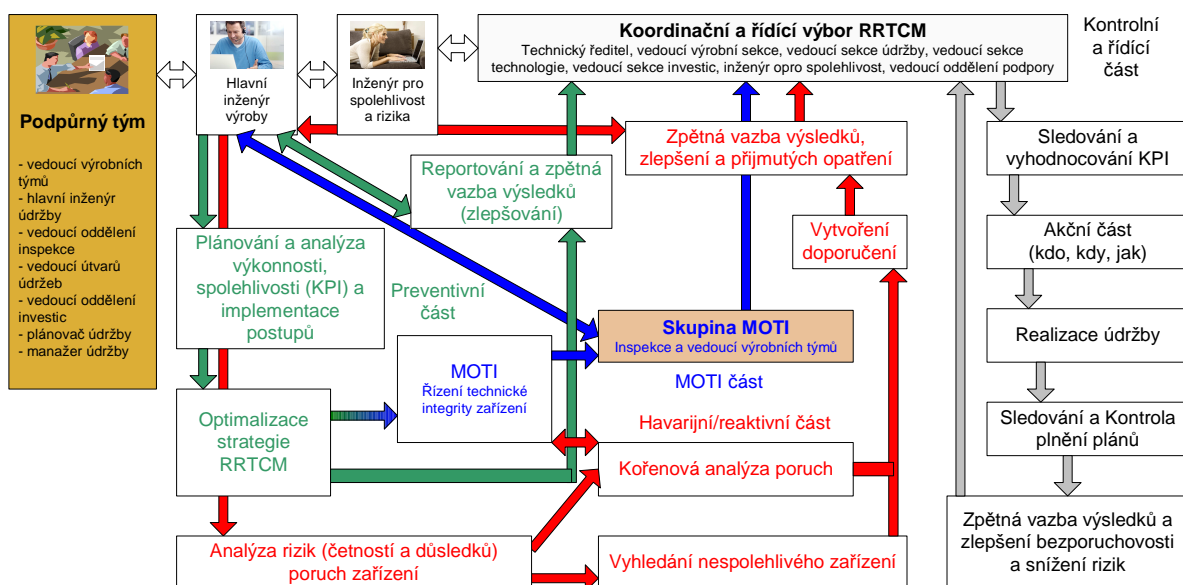 Podpůrný tým
- vedoucí výrobních
týmů
- hlavní inženýr
údržby
- vedoucí oddělení
inspekce
- vedoucí útvarů
údržeb
- vedoucí oddělení
investic
- plánovač údržby
- manažer údržby
Hlavní
inženýr
výroby
Inženýr pro
spolehlivost
a rizika
Koordinační a řídící výbor RRTCM
Technický ředitel, vedoucí výrobní sekce, vedoucí sekce údržby, vedoucí sekce
technologie, vedoucí sekce investic, inženýr opro spolehlivost, vedoucí oddělení podpory
Kontrolní
a řídící
část
Zpětná vazba výsledků,
zlepšení a přijmutých opatření
Sledování a
vyhodnocování KPI
Reportování a zpětná
vazba výsledků
(zlepšování)
Vytvoření
doporučení
Akční část
(kdo, kdy, jak)
Plánování a analýza
výkonnosti,
spolehlivosti (KPI) a
implementace
postupů
Preventivní
část
Skupina MOTI
Inspekce a vedoucí výrobních týmů
Realizace údržby
MOTI
Řízení technické
integrity zařízení
MOTI část
Optimalizace
strategie
RRTCM
Havarijní/reaktivní část
Sledování a Kontrola
plnění plánů
Kořenová analýza poruch
Zpětná vazba výsledků a
zlepšení bezporuchovosti
a snížení rizik
Analýza rizik (četností a důsledků)
poruch zařízení
Vyhledání nespolehlivého zařízení